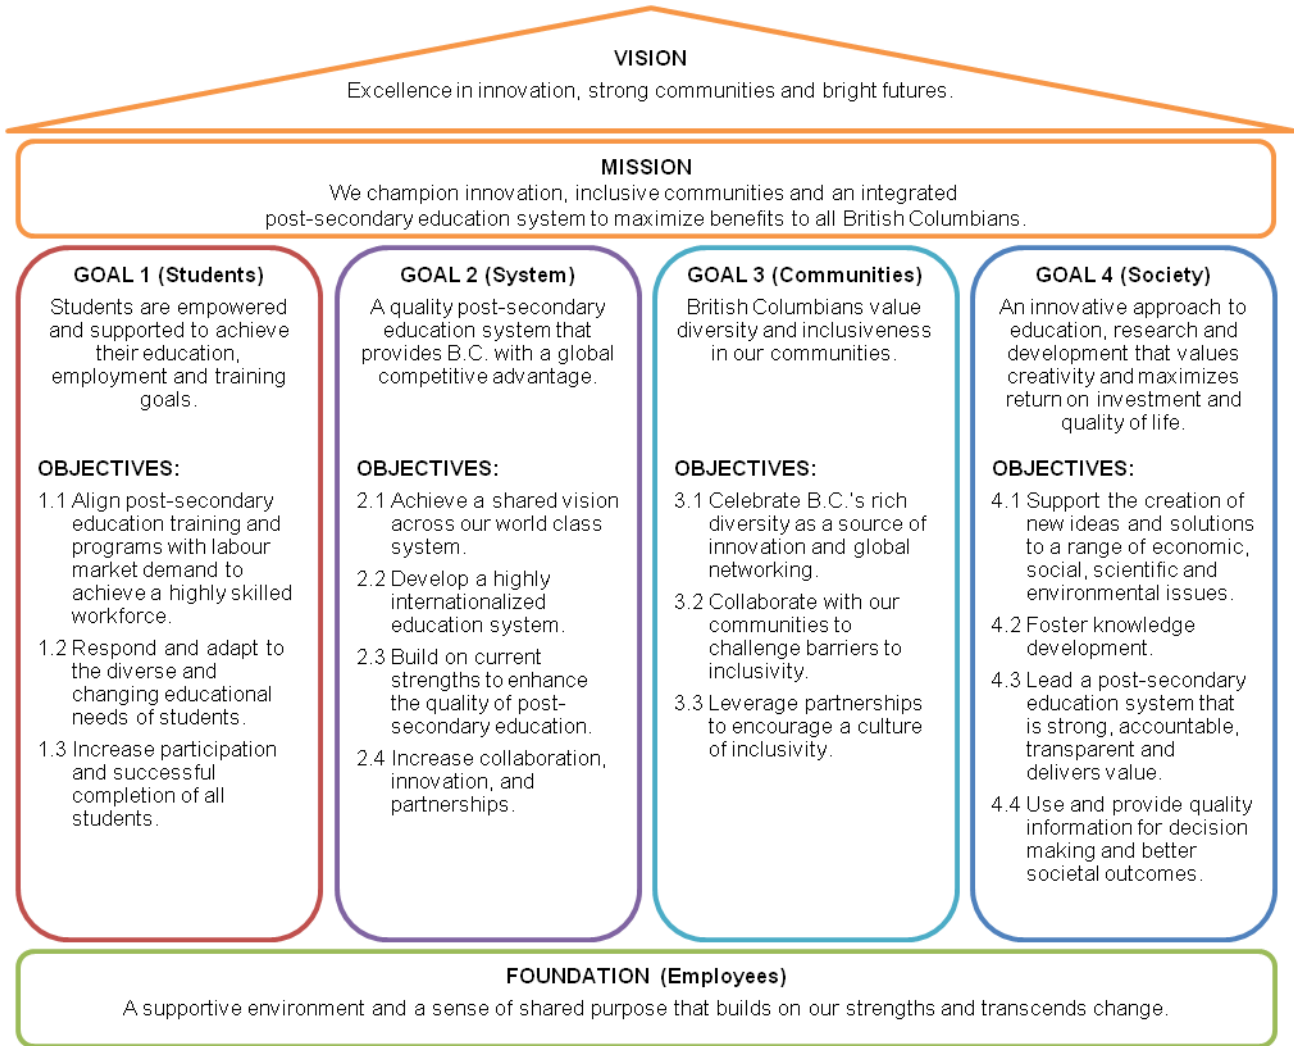 VISION
Excellence in innovation, strong communities and bright futures.
MISSION
We champion innovation, inclusive communities and an integrated
post-secondary education system to maximize benefits to all British Columbians.
GOAL 1 (Students)
Students are empowered
and supported to achieve
their education,
employment and training
goals.
OBJECTIVES:
1.1 Align post-secondary
education training and
programs with labour
market demand to
achieve a highly skilled
workforce.
1.2 Respond and adapt to
the diverse and
changing educational
needs of students.
1.3 Increase participation
and successful
completion of all
students.
GOAL 2 (System)
A quality post-secondary
education system that
provides B.C. with a global
competitive advantage.
OBJECTIVES:
2.1 Achieve a shared vision
across our world class
system.
2.2 Develop a highly
internationalized
education system.
2.3 Build on current
strengths to enhance
the quality of post-
secondary education.
2.4 Increase collaboration,
innovation, and
partnerships.
GOAL 3 (Communities)
British Columbians value
diversity and inclusiveness
in our communities.
OBJECTIVES:
3.1 Celebrate B.C.'s rich
diversity as a source of
innovation and global
networking.
3.2 Collaborate with our
communities to
challenge barriers to
inclusivity.
3.3 Leverage partnerships
to encourage a culture
of inclusivity.
GOAL 4 (Society)
An innovative approach to
education, research and
development that values
creativity and maximizes
return on investment and
quality of life.
OBJECTIVES:
4.1 Support the creation of
new ideas and solutions
to a range of economic,
social, scientific and
environmental issues.
4.2 Foster knowledge
development.
4.3 Lead a post-secondary
education system that
is strong, accountable,
transparent and
delivers value.
4.4 Use and provide quality
information for decision
making and better
societal outcomes.
FOUNDATION (Employees)
A supportive environment and a sense of shared purpose that builds on our strengths and transcends change.